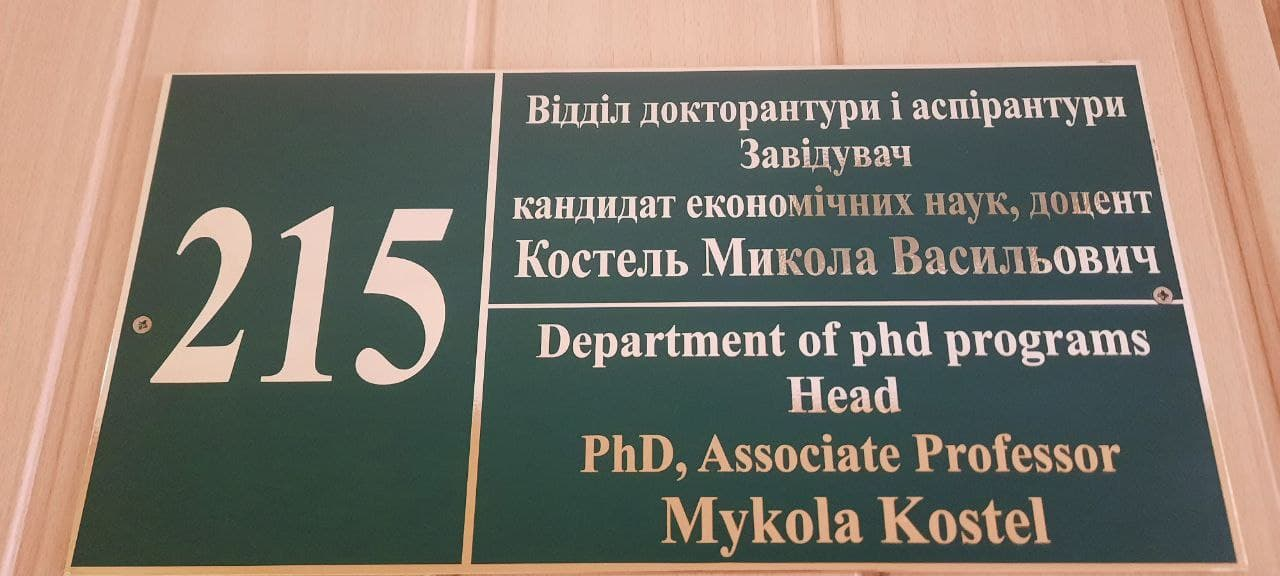 215
Відділ докторантури і аспірантури
Завідувач
кандидат економічних наук, доцент
Костель Микола Васильович
Department of phd programs
Head
PhD, Associate Professor
Mykola Kostel